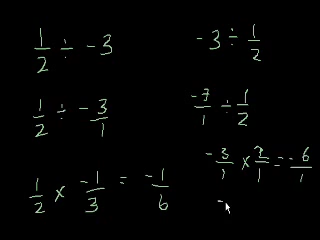 1/2 ÷ -3
1/2 ÷ -3/1
1/2 × -1/3 = -1/6
-3 ÷ 1/2
-7/1 ÷ 1/2
-3/1 × 2/1 = -6/1
-